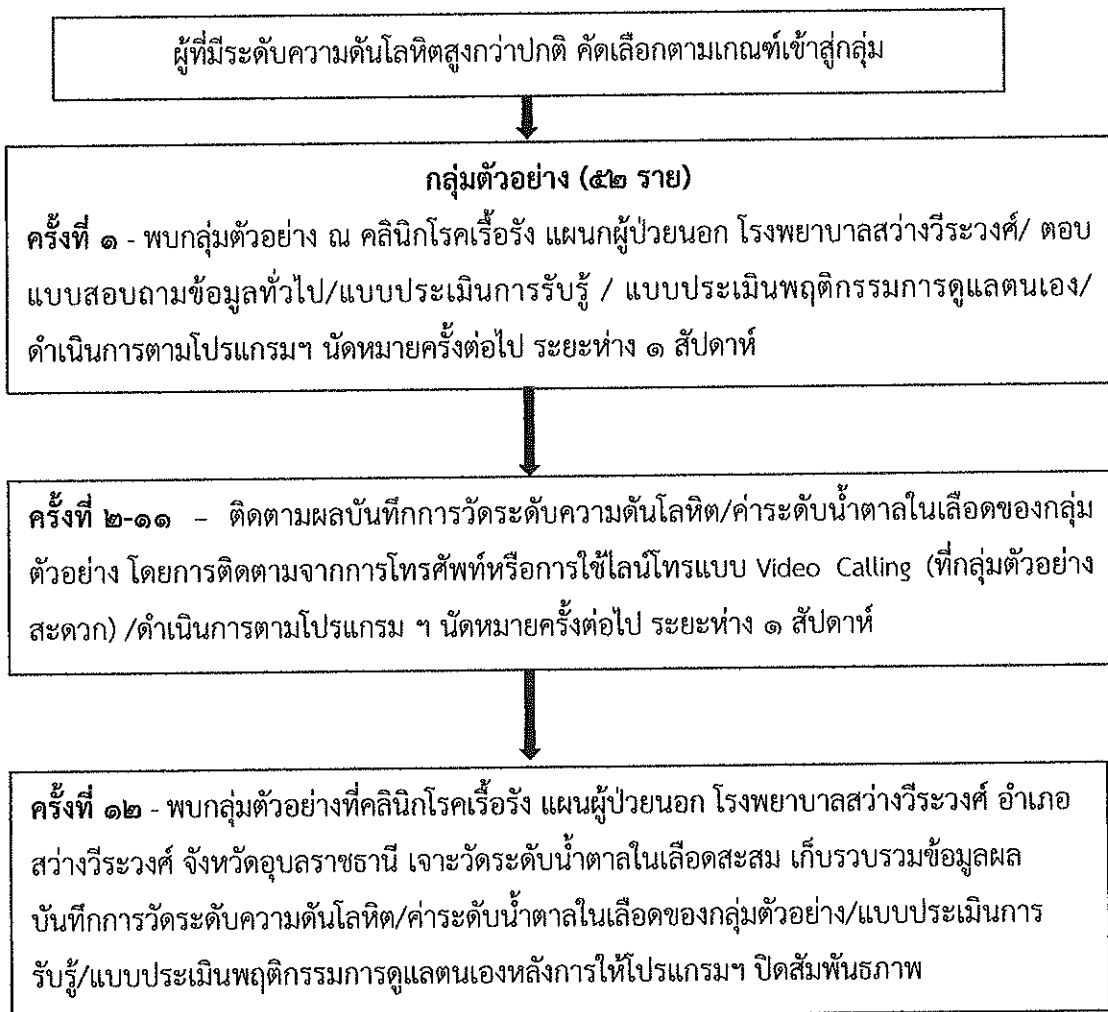 ผู้ที่มีระดับความดันโลหิตสูงกว่าปกติ คัดเลือกตามเกณฑ์เข้าสู่กลุ่ม
กลุ่มตัวอย่าง (๕๒ ราย)
ครั้งที่ ๑ - พบกลุ่มตัวอย่าง ณ คลินิกโรคเรื้อรัง แผนกผู้ป่วยนอก โรงพยาบาลสว่างวีระวงศ์/ ตอบ
แบบสอบถามข้อมูลทั่วไป/แบบประเมินการรับรู้ / แบบประเมินพฤติกรรมการดูแลตนเอง/
ดำเนินการตามโปรแกรมฯ นัดหมายครั้งต่อไป ระยะห่าง ๑ สัปดาห์
ครั้งที่ ๒-๑๑ – ติดตามผลบันทึกการวัดระดับความดันโลหิต/ค่าระดับน้ำตาลในเลือดของกลุ่ม
ตัวอย่าง โดยการติดตามจากการโทรศัพท์หรือการใช้ไลน์โทรแบบ Video Calling (ที่กลุ่มตัวอย่าง
สะดวก) /ดำเนินการตามโปรแกรม ฯ นัดหมายครั้งต่อไป ระยะห่าง ๑ สัปดาห์
ครั้งที่ ๑๒ - พบกลุ่มตัวอย่างที่คลินิกโรคเรื้อรัง แผนผู้ป่วยนอก โรงพยาบาลสว่างวีระวงศ์ อำเภอ
สว่างวีระวงศ์ จังหวัดอุบลราชธานี เจาะวัดระดับน้ำตาลในเลือดสะสม เก็บรวบรวมข้อมูลผล
บันทึกการวัดระดับความดันโลหิต/ค่าระดับน้ำตาลในเลือดของกลุ่มตัวอย่าง/แบบประเมินการ
รับรู้/แบบประเมินพฤติกรรมการดูแลตนเองหลังการให้โปรแกรมฯ ปิดสัมพันธภาพ